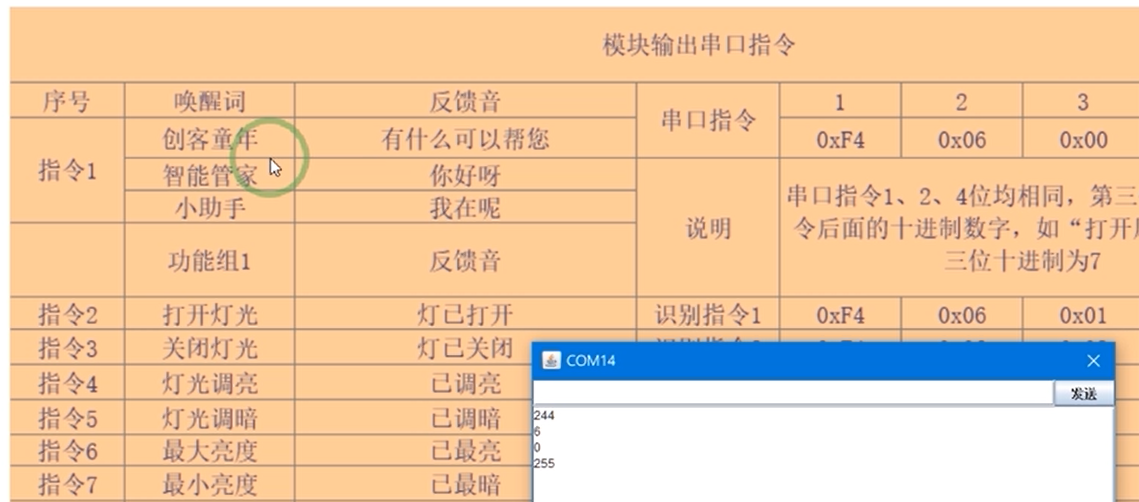 模块输出串口指令
序号 唤醒词 反馈音 串口指令 1 2 3
指令1 创客童年 有什么可以帮您 0xF4 0x06 0x00
智能管家 你好呀
小助手 我在呢
说明 串口指令1、2、4位均相同，第三
令后面的十进制数字，如“打开
三位十进制为7
功能组1 反馈音
指令2 打开灯光 灯已打开 识别指令1 0xF4 0x06 0x01
指令3 关闭灯光 灯已关闭
指令4 灯光调亮 已调亮
指令5 灯光调暗 已调暗
指令6 最大亮度 已最亮
指令7 最小亮度 已最暗
COM14
发送
244
6
0
255